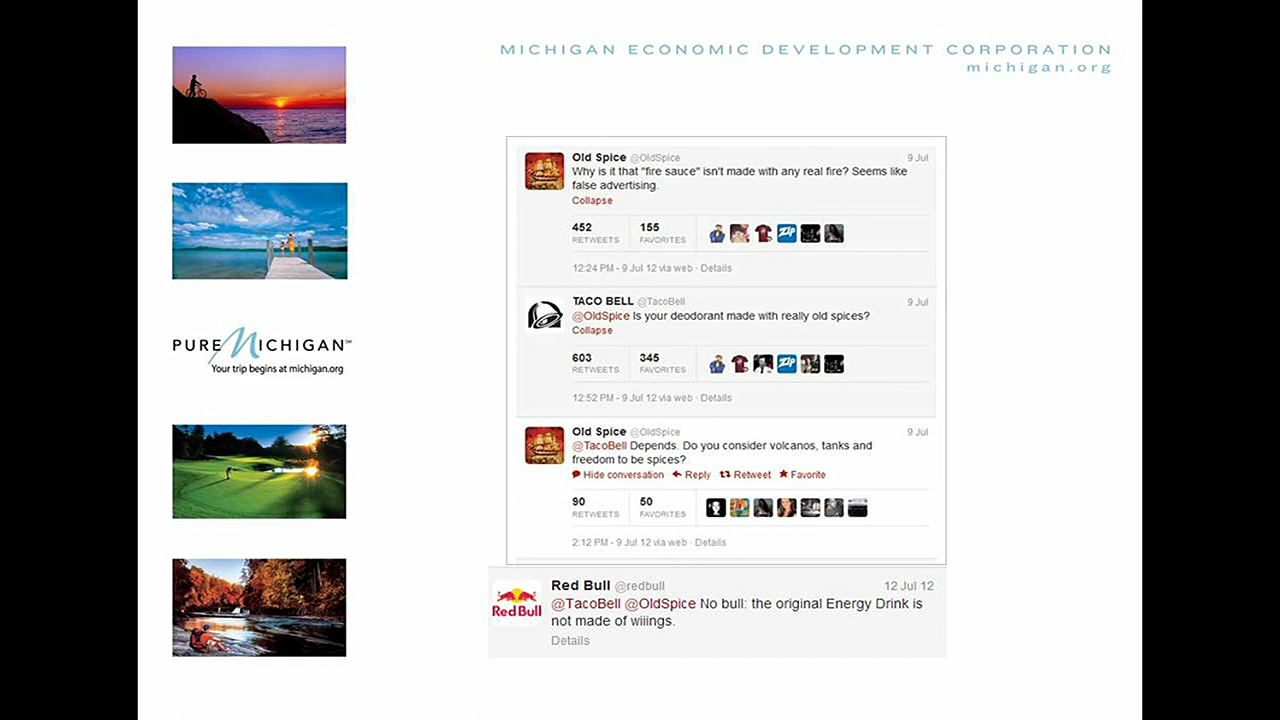 MICHIGAN ECONOMIC DEVELOPMENT CORPORATION
michigan.org
PURE MICHIGAN℠
Your trip begins at michigan.org
Old Spice @OldSpice 9 Jul
Why is it that "fire sauce" isn't made with any real fire? Seems like
false advertising.
Collapse
452 155
RETWEETS FAVORITES
ZIP
12:24 PM - 9 Jul 12 via web · Details
TACO BELL @TacoBell 9 Jul
@OldSpice Is your deodorant made with really old spices?
Collapse
603 345
RETWEETS FAVORITES
ZIP
12:52 PM - 9 Jul 12 via web · Details
Old Spice @OldSpice 9 Jul
@TacoBell Depends. Do you consider volcanos, tanks and
freedom to be spices?
Hide conversation Reply Retweet Favorite
90 50
RETWEETS FAVORITES
2:12 PM - 9 Jul 12 via web · Details
Red Bull @redbull 12 Jul 12
Red Bull
@TacoBell @OldSpice No bull: the original Energy Drink is
not made of wiiings.
Details